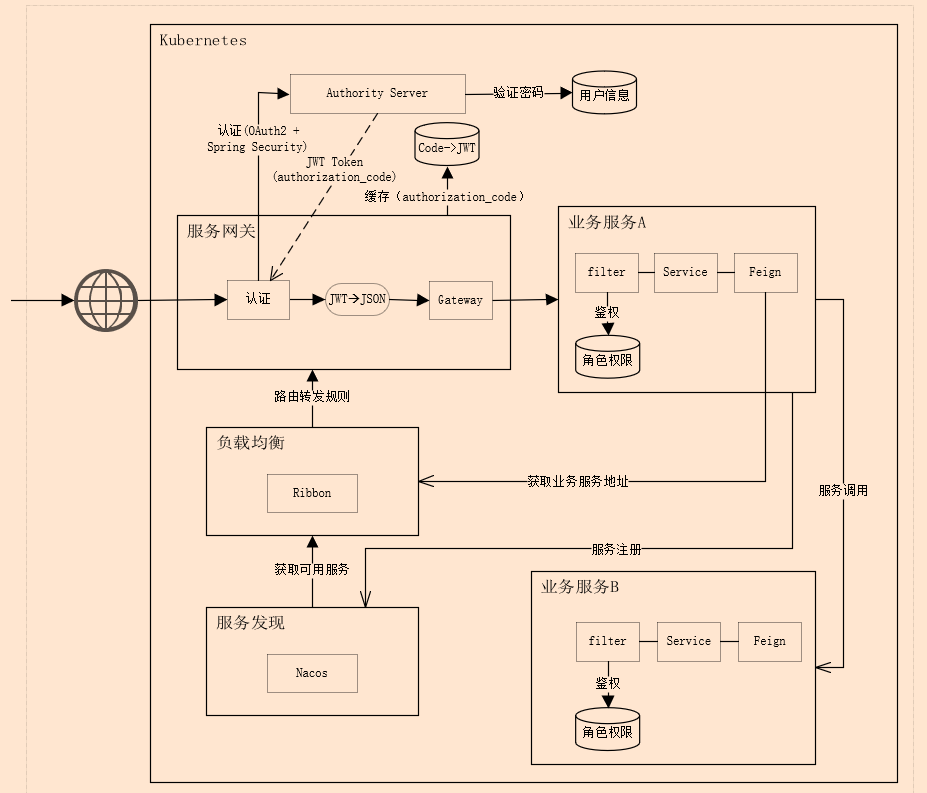 Kubernetes
Authority Server
验证密码
用户信息
认证(OAuth2 +
Spring Security)
Code->JWT
JWT Token
(authorization_code)
缓存（authorization_code）
服务网关
认证
JWT→JSON
Gateway
业务服务A
filter
Service
Feign
鉴权
角色权限
路由转发规则
负载均衡
Ribbon
获取业务服务地址
服务调用
服务注册
获取可用服务
服务发现
Nacos
业务服务B
filter
Service
Feign
鉴权
角色权限